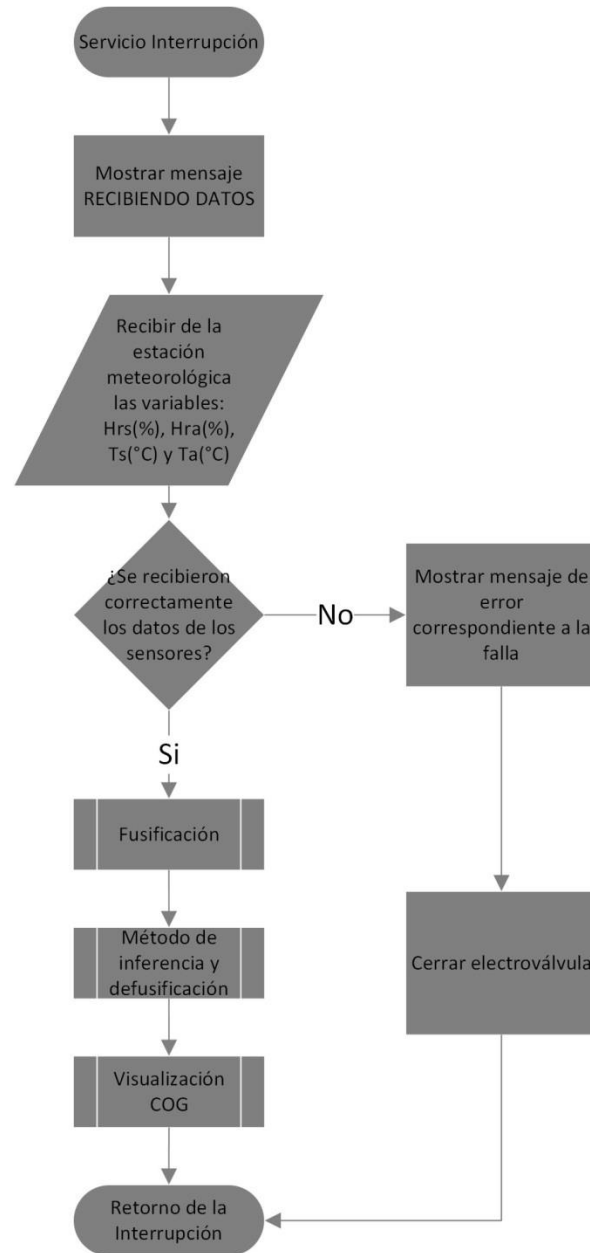 Servicio Interrupción
Mostrar mensaje
RECIBIENDO DATOS
Recibir de la
estación
meteorológica
las variables:
Hrs(%), Hra(%),
Ts(°C) y Ta(°C)
¿Se recibieron
correctamente
los datos de los
sensores?
No
Mostrar mensaje de
error
correspondiente a la
falla
Si
Fusificación
Método de
inferencia y
defusificación
Cerrar electroválvula
Visualización
COG
Retorno de la
Interrupción